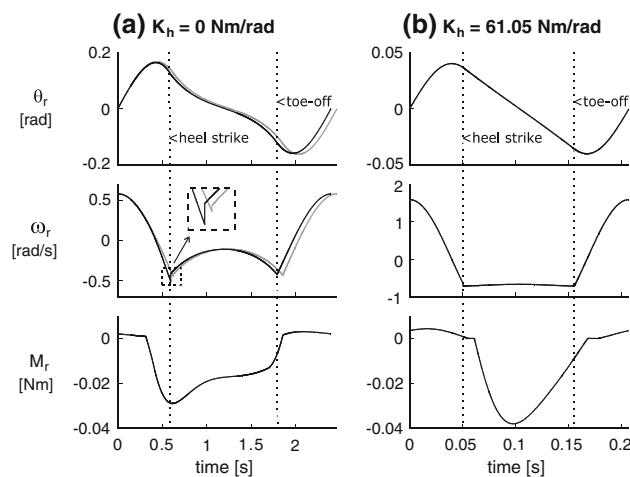 (a) Kh = 0 Nm/rad
(b) Kh = 61.05 Nm/rad
θr
[rad]
0.2
0
-0.2
<toe-off
<heel strike
0.05
0
-0.05
<toe-off
<heel strike
ωr
[rad/s]
0.5
0
-0.5
2
1
0
-1
Mr
[Nm]
0
-0.02
-0.04
0
-0.02
-0.04
0 0.5 1 1.5 2
time [s]
0 0.05 0.1 0.15 0.2
time [s]